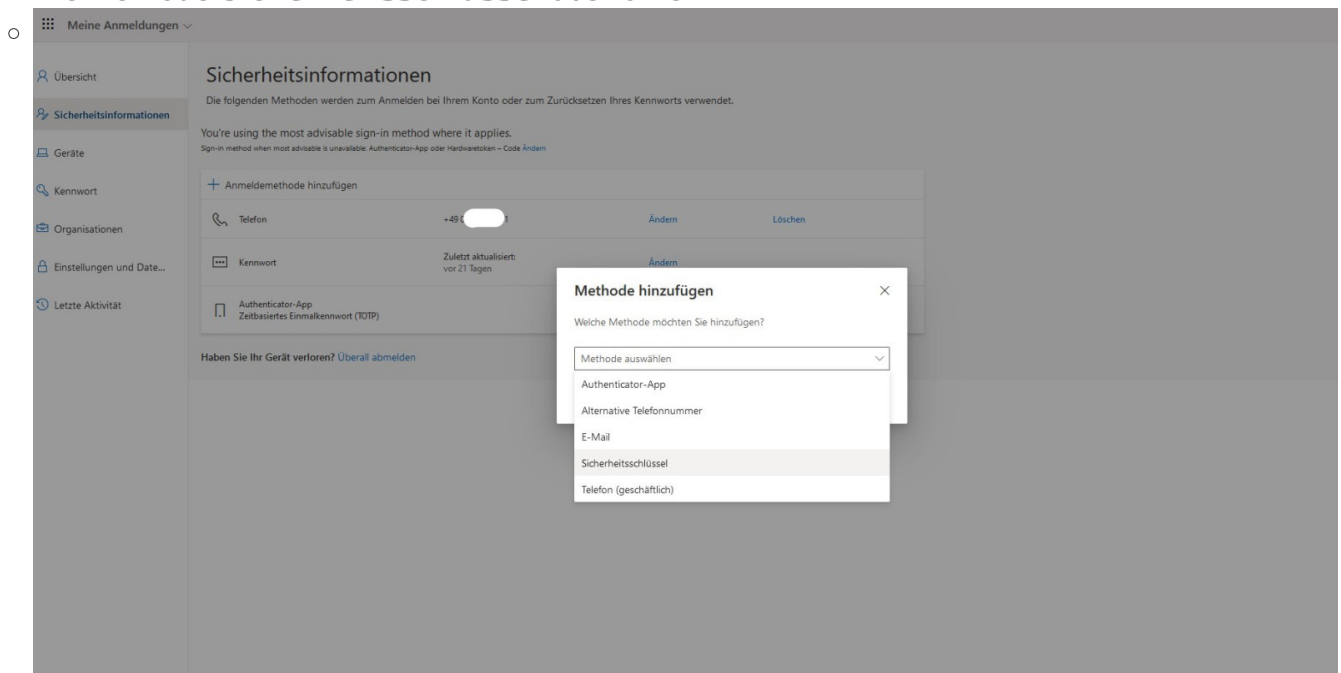 Meine Anmeldungen
Übersicht
Sicherheitsinformationen
Geräte
Kennwort
Organisationen
Einstellungen und Date...
Letzte Aktivität
Sicherheitsinformationen
Die folgenden Methoden werden zum Anmelden bei Ihrem Konto oder zum Zurücksetzen Ihres Kennworts verwendet.
You're using the most advisable sign-in method where it applies.
Sign-in method when most advisable is unavailable: Authenticator-App oder Hardwaretoken – Code Ändern
+ Anmeldemethode hinzufügen
Telefon +49 Ändern Löschen
Kennwort Zuletzt aktualisiert: Ändern
vor 21 Tagen
Authenticator-App
Zeitbasiertes Einmalkennwort (TOTP)
Haben Sie Ihr Gerät verloren? Überall abmelden
Methode hinzufügen
Welche Methode möchten Sie hinzufügen?
Methode auswählen
Authenticator-App
Alternative Telefonnummer
E-Mail
Sicherheitsschlüssel
Telefon (geschäftlich)